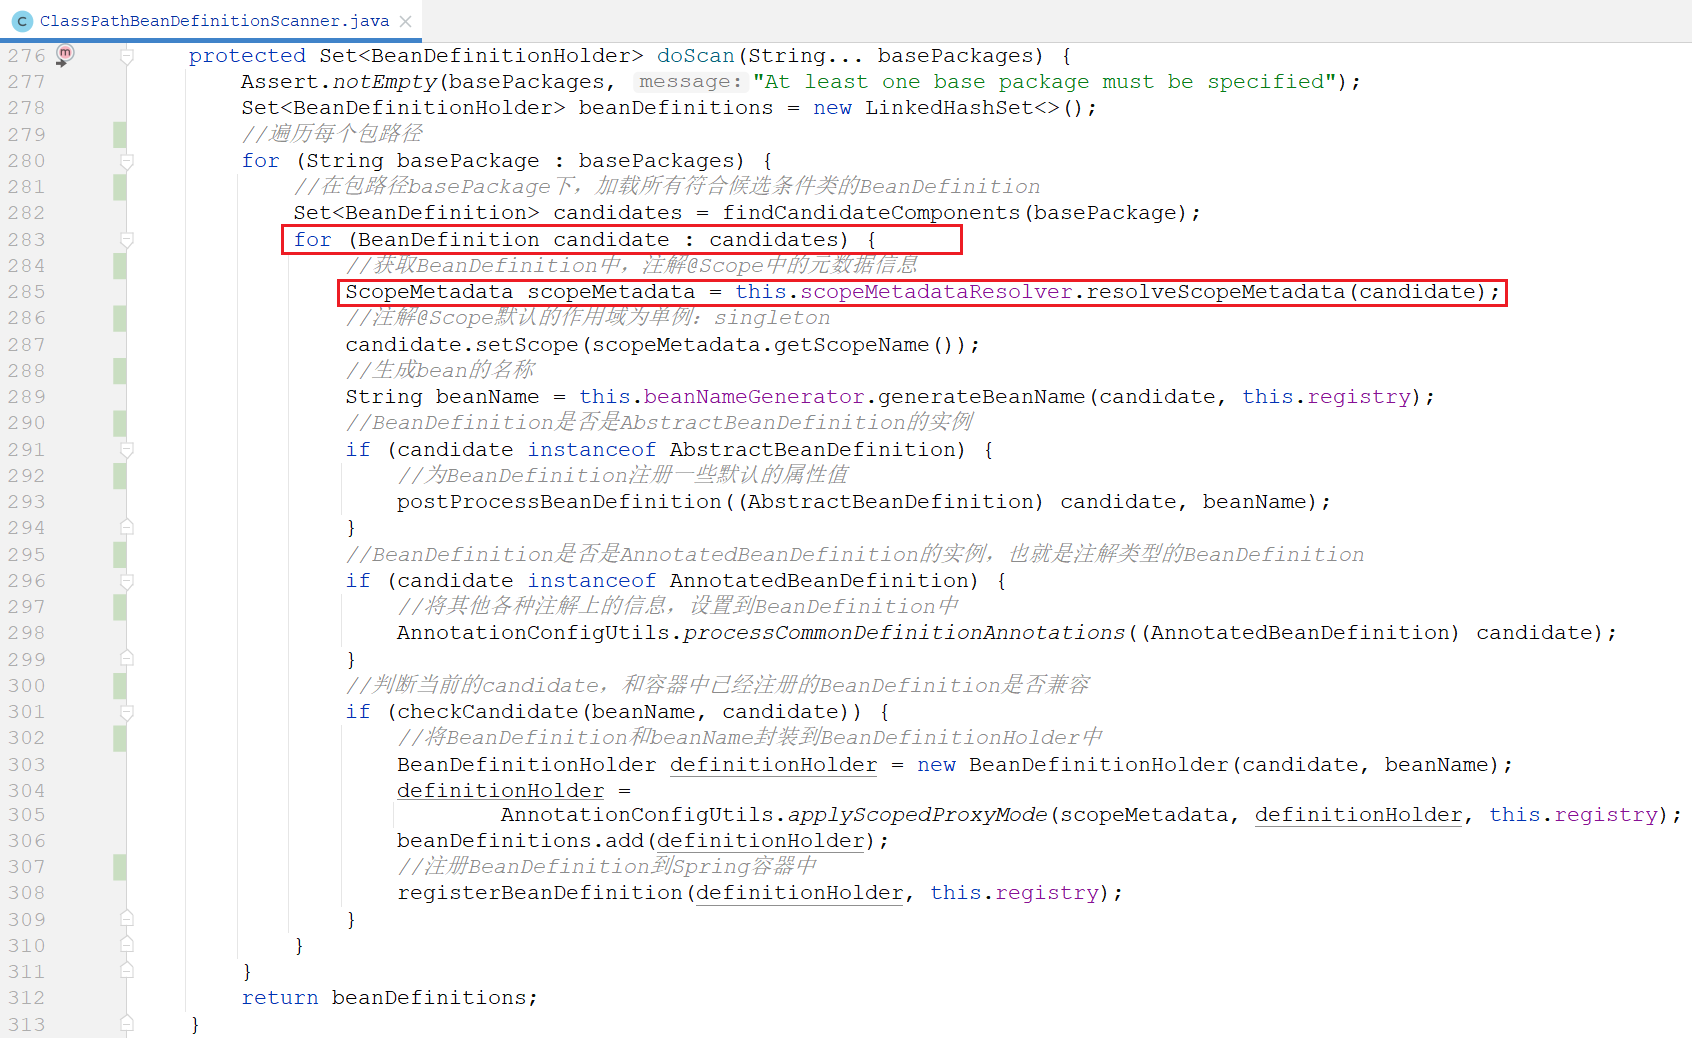 ClassPathBeanDefinitionScanner.java
276 protected Set<BeanDefinitionHolder> doScan(String... basePackages) {
277 Assert.notEmpty(basePackages, message: "At least one base package must be specified");
278 Set<BeanDefinitionHolder> beanDefinitions = new LinkedHashSet<>();
279 //遍历每个包路径
280 for (String basePackage : basePackages) {
281 //在包路径basePackage下，加载所有符合候选条件类的BeanDefinition
282 Set<BeanDefinition> candidates = findCandidateComponents(basePackage);
283 for (BeanDefinition candidate : candidates) {
284 //获取BeanDefinition中，注解@Scope中的元数据信息
285 ScopeMetadata scopeMetadata = this.scopeMetadataResolver.resolveScopeMetadata(candidate);
286 //注解@Scope默认的作用域为单例：singleton
287 candidate.setScope(scopeMetadata.getScopeName());
288 //生成bean的名称
289 String beanName = this.beanNameGenerator.generateBeanName(candidate, this.registry);
290 //BeanDefinition是否是AbstractBeanDefinition的实例
291 if (candidate instanceof AbstractBeanDefinition) {
292 //为BeanDefinition注册一些默认的属性值
293 postProcessBeanDefinition((AbstractBeanDefinition) candidate, beanName);
294 }
295 //BeanDefinition是否是AnnotatedBeanDefinition的实例，也就是注解类型的BeanDefinition
296 if (candidate instanceof AnnotatedBeanDefinition) {
297 //将其他各种注解上的信息，设置到BeanDefinition中
298 AnnotationConfigUtils.processCommonDefinitionAnnotations((AnnotatedBeanDefinition) candidate);
299 }
300 //判断当前的candidate，和容器中已经注册的BeanDefinition是否兼容
301 if (checkCandidate(beanName, candidate)) {
302 //将BeanDefinition和beanName封装到BeanDefinitionHolder中
303 BeanDefinitionHolder definitionHolder = new BeanDefinitionHolder(candidate, beanName);
304 definitionHolder =
305 AnnotationConfigUtils.applyScopedProxyMode(scopeMetadata, definitionHolder, this.registry);
306 beanDefinitions.add(definitionHolder);
307 //注册BeanDefinition到Spring容器中
308 registerBeanDefinition(definitionHolder, this.registry);
309 }
310 }
311 }
312 return beanDefinitions;
313 }